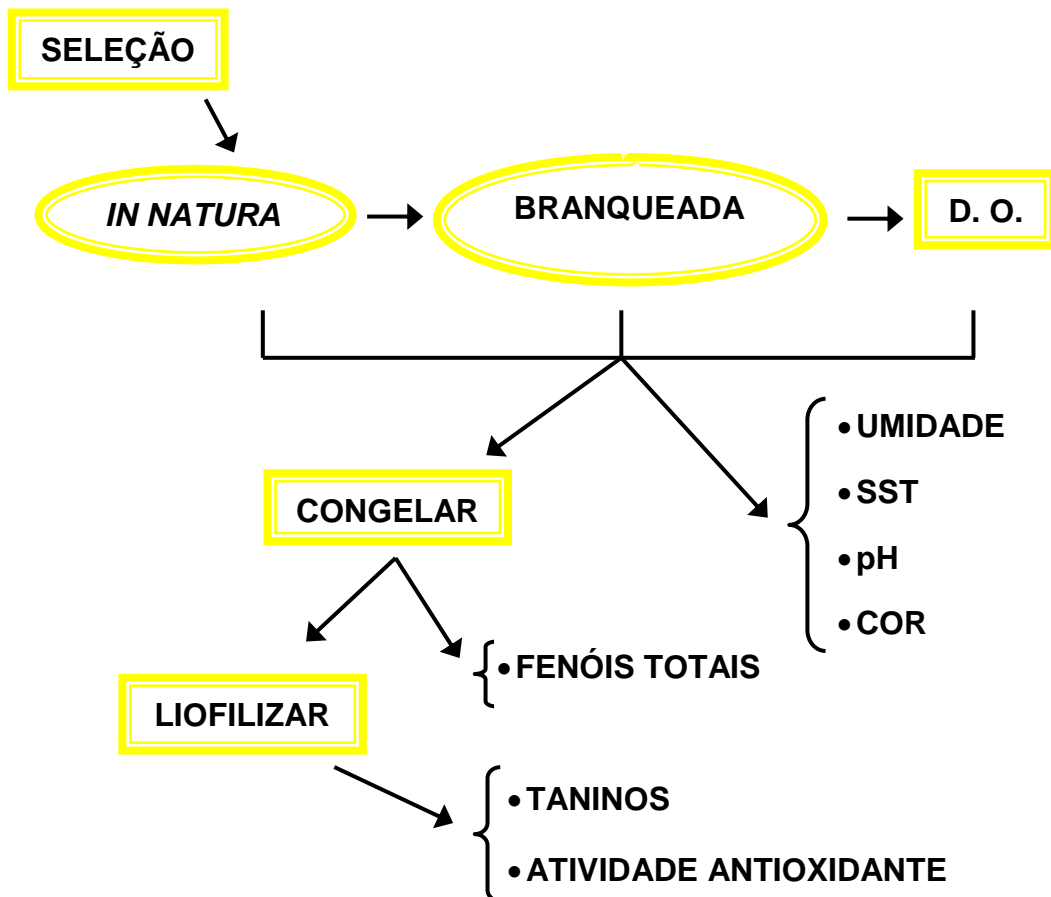 SELEÇÃO
IN NATURA
BRANQUEADA
D. O.
•UMIDADE
•SST
CONGELAR
•pH
•COR
•FENÓIS TOTAIS
LIOFILIZAR
•TANINOS
•ATIVIDADE ANTIOXIDANTE